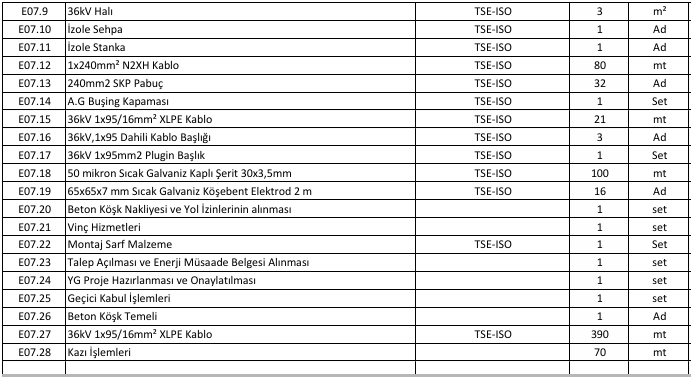 E07.9 36kV Halı TSE-ISO 3 m²
E07.10 İzole Sehpa TSE-ISO 1 Ad
E07.11 İzole Stanka TSE-ISO 1 Ad
E07.12 1x240mm² N2XH Kablo TSE-ISO 80 mt
E07.13 240mm2 SKP Pabuç TSE-ISO 32 Ad
E07.14 A.G Buşing Kapaması TSE-ISO 1 Set
E07.15 36kV 1x95/16mm² XLPE Kablo TSE-ISO 21 mt
E07.16 36kV,1x95 Dahili Kablo Başlığı TSE-ISO 3 Ad
E07.17 36kV 1x95mm2 Plugin Başlık TSE-ISO 1 Set
E07.18 50 mikron Sıcak Galvaniz Kaplı Şerit 30x3,5mm TSE-ISO 100 mt
E07.19 65x65x7 mm Sıcak Galvaniz Köşebent Elektrod 2 m TSE-ISO 16 Ad
E07.20 Beton Köşk Nakliyesi ve Yol İzinlerinin alınması 1 set
E07.21 Vinç Hizmetleri 1 set
E07.22 Montaj Sarf Malzeme TSE-ISO 1 Set
E07.23 Talep Açılması ve Enerji Müsaade Belgesi Alınması 1 set
E07.24 YG Proje Hazırlanması ve Onaylatılması 1 set
E07.25 Geçici Kabul İşlemleri 1 set
E07.26 Beton Köşk Temeli 1 Ad
E07.27 36kV 1x95/16mm² XLPE Kablo TSE-ISO 390 mt
E07.28 Kazı İşlemleri 70 mt